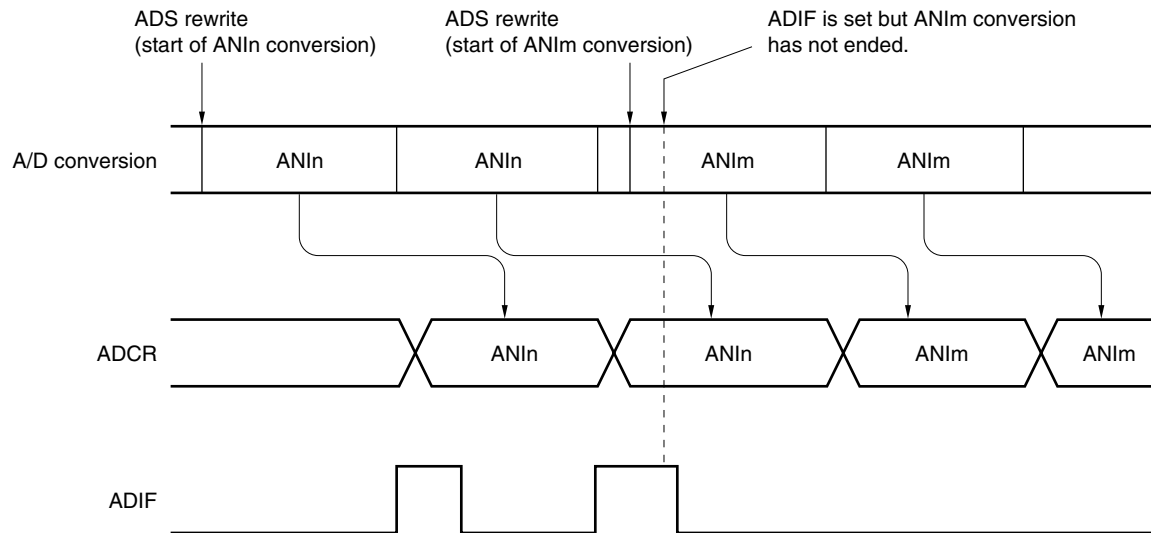 ADS rewrite
(start of ANIn conversion)
ADS rewrite
(start of ANIm conversion)
ADIF is set but ANIm conversion
has not ended.
A/D conversion
ANIn
ANIn
ANIm
ANIm
ADCR
ANIn
ANIn
ANIm
ANIm
ADIF